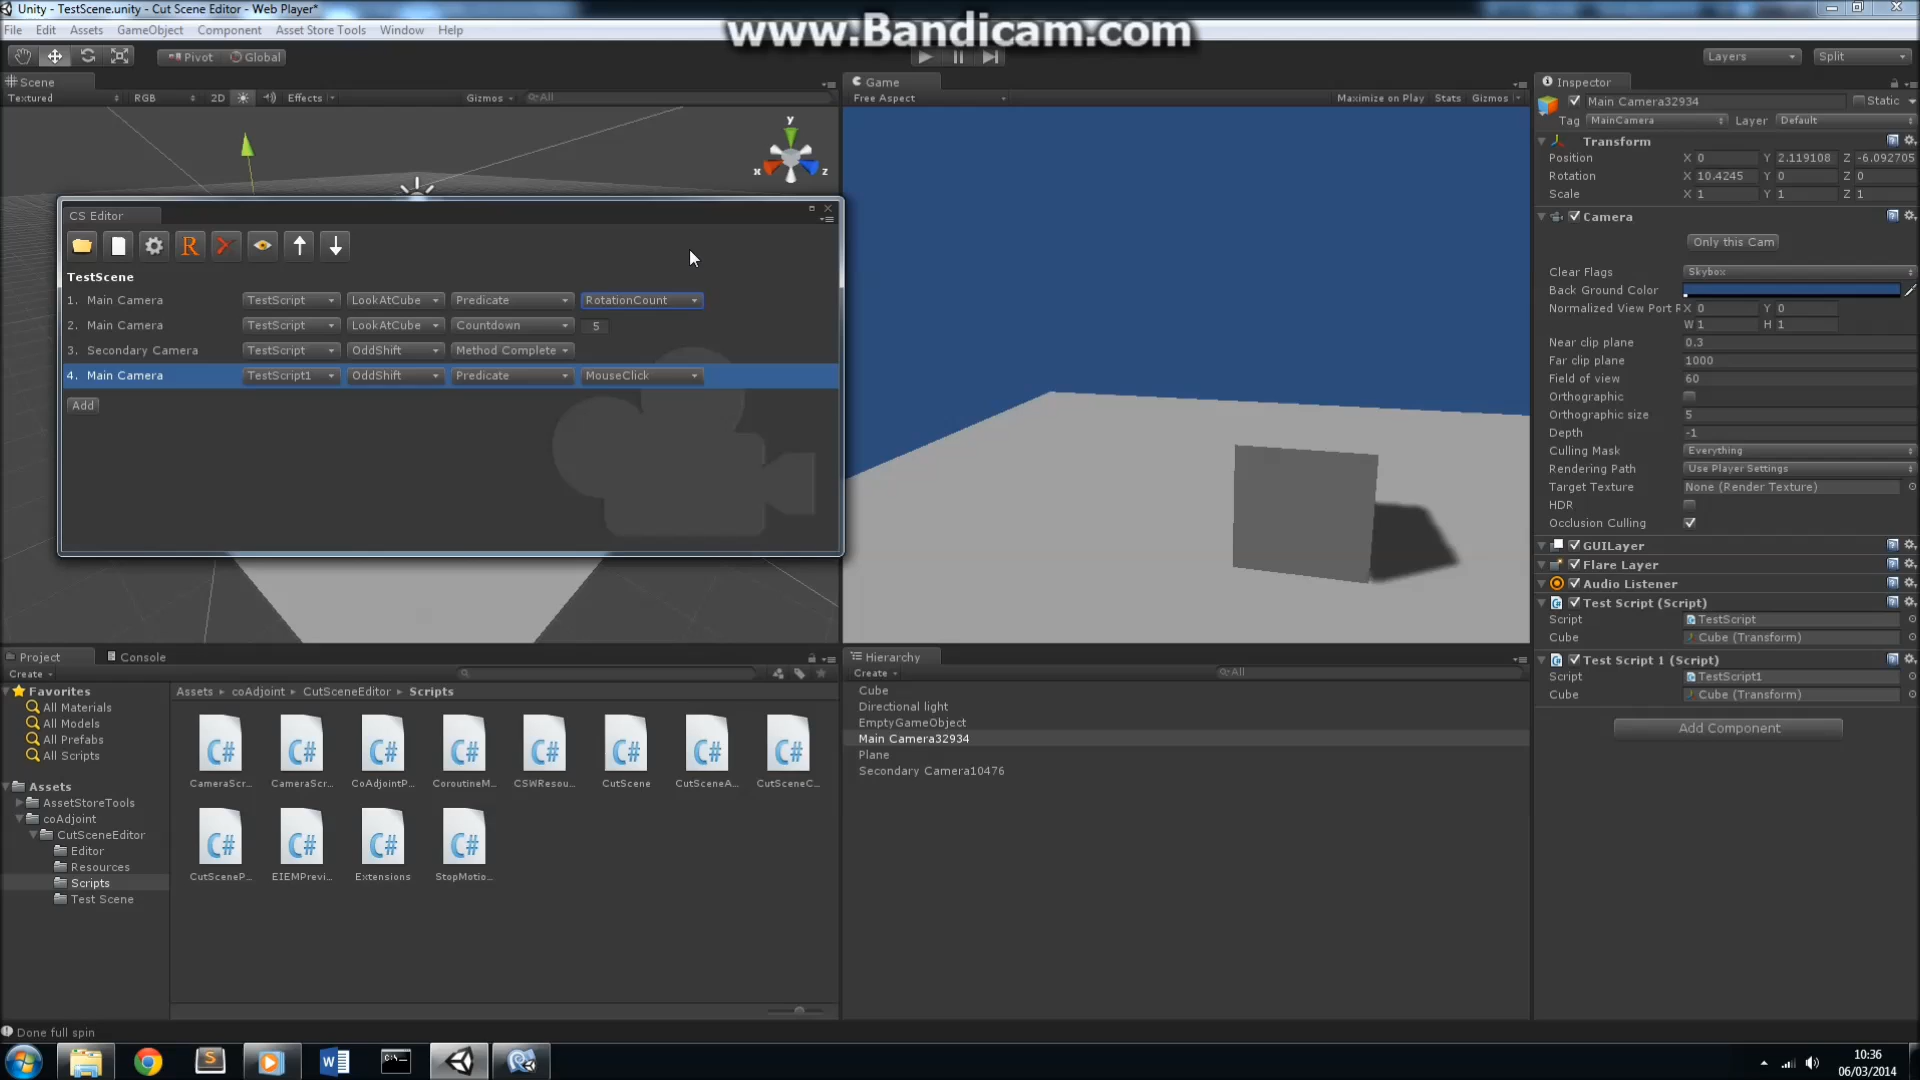 Unity - TestScene.unity - Cut Scene Editor - Web Player*
www.Bandicam.com
File Edit Assets GameObject Component Asset Store Tools Window Help
Pivot Global Layers Split
Scene
Textured RGB 2D Effects Gizmos All
y
x z
CS Editor
R
TestScene
1. Main Camera TestScript LookAtCube Predicate RotationCount
2. Main Camera TestScript LookAtCube Countdown 5
3. Secondary Camera TestScript OddShift Method Complete
4. Main Camera TestScript1 OddShift Predicate MouseClick
Add
Game
Free Aspect Maximize on Play Stats Gizmos
Inspector
Main Camera32934 Static
Tag MainCamera Layer Default
Transform
Position X 0 Y 2.119108 Z -6.092705
Rotation X 10.4245 Y 0 Z 0
Scale X 1 Y 1 Z 1
Camera
Only this Cam
Clear Flags Skybox
Back Ground Color
Normalized View Port R X 0 Y 0
W 1 H 1
Near clip plane 0.3
Far clip plane 1000
Field of view 60
Orthographic
Orthographic size 5
Depth -1
Culling Mask Everything
Rendering Path Use Player Settings
Target Texture None (Render Texture)
HDR
Occlusion Culling
GUILayer
Flare Layer
Audio Listener
Test Script (Script)
Script TestScript
Cube Cube (Transform)
Test Script 1 (Script)
Script TestScript1
Cube Cube (Transform)
Add Component
Project Console
Create
Favorites
All Materials
All Models
All Prefabs
All Scripts
Assets
AssetStoreTools
coAdjoint
CutSceneEditor
Editor
Resources
Scripts
Test Scene
Assets coAdjoint CutSceneEditor Scripts
C# C# C# C# C# C# C# C#
CameraScr... CameraScr... CoAdjointP... CoroutineM... CSWResou... CutScene CutSceneA... CutSceneC...
C# C# C# C#
CutSceneP... EIEMPrevi... Extensions StopMotio...
Hierarchy
Create All
Cube
Directional light
EmptyGameObject
Main Camera32934
Plane
Secondary Camera10476
Done full spin
10:36
06/03/2014